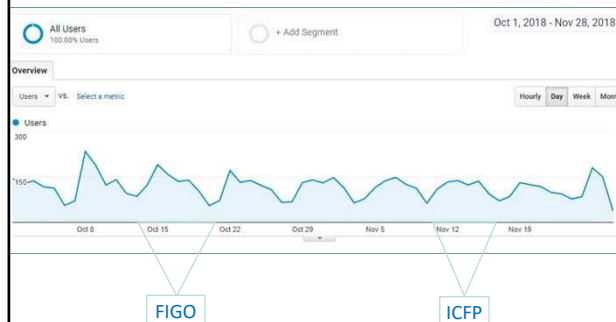 All Users
100.00% Users
+ Add Segment
Oct 1, 2018 - Nov 28, 2018
Overview
Users VS. Select a metric
Hourly Day Week Mont
Users
300
150
Oct 8 Oct 15 Oct 22 Oct 29 Nov 5 Nov 12 Nov 19
FIGO ICFP